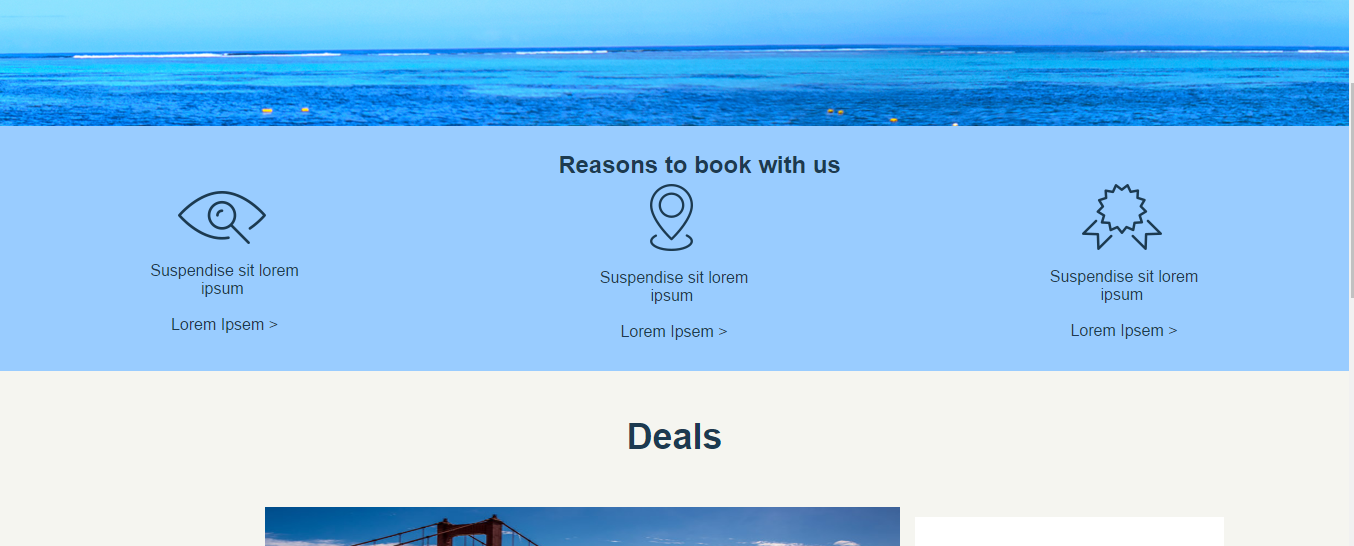 Reasons to book with us
Suspendise sit lorem
ipsum
Lorem Ipsem >
Suspendise sit lorem
ipsum
Lorem Ipsem >
Suspendise sit lorem
ipsum
Lorem Ipsem >
Deals